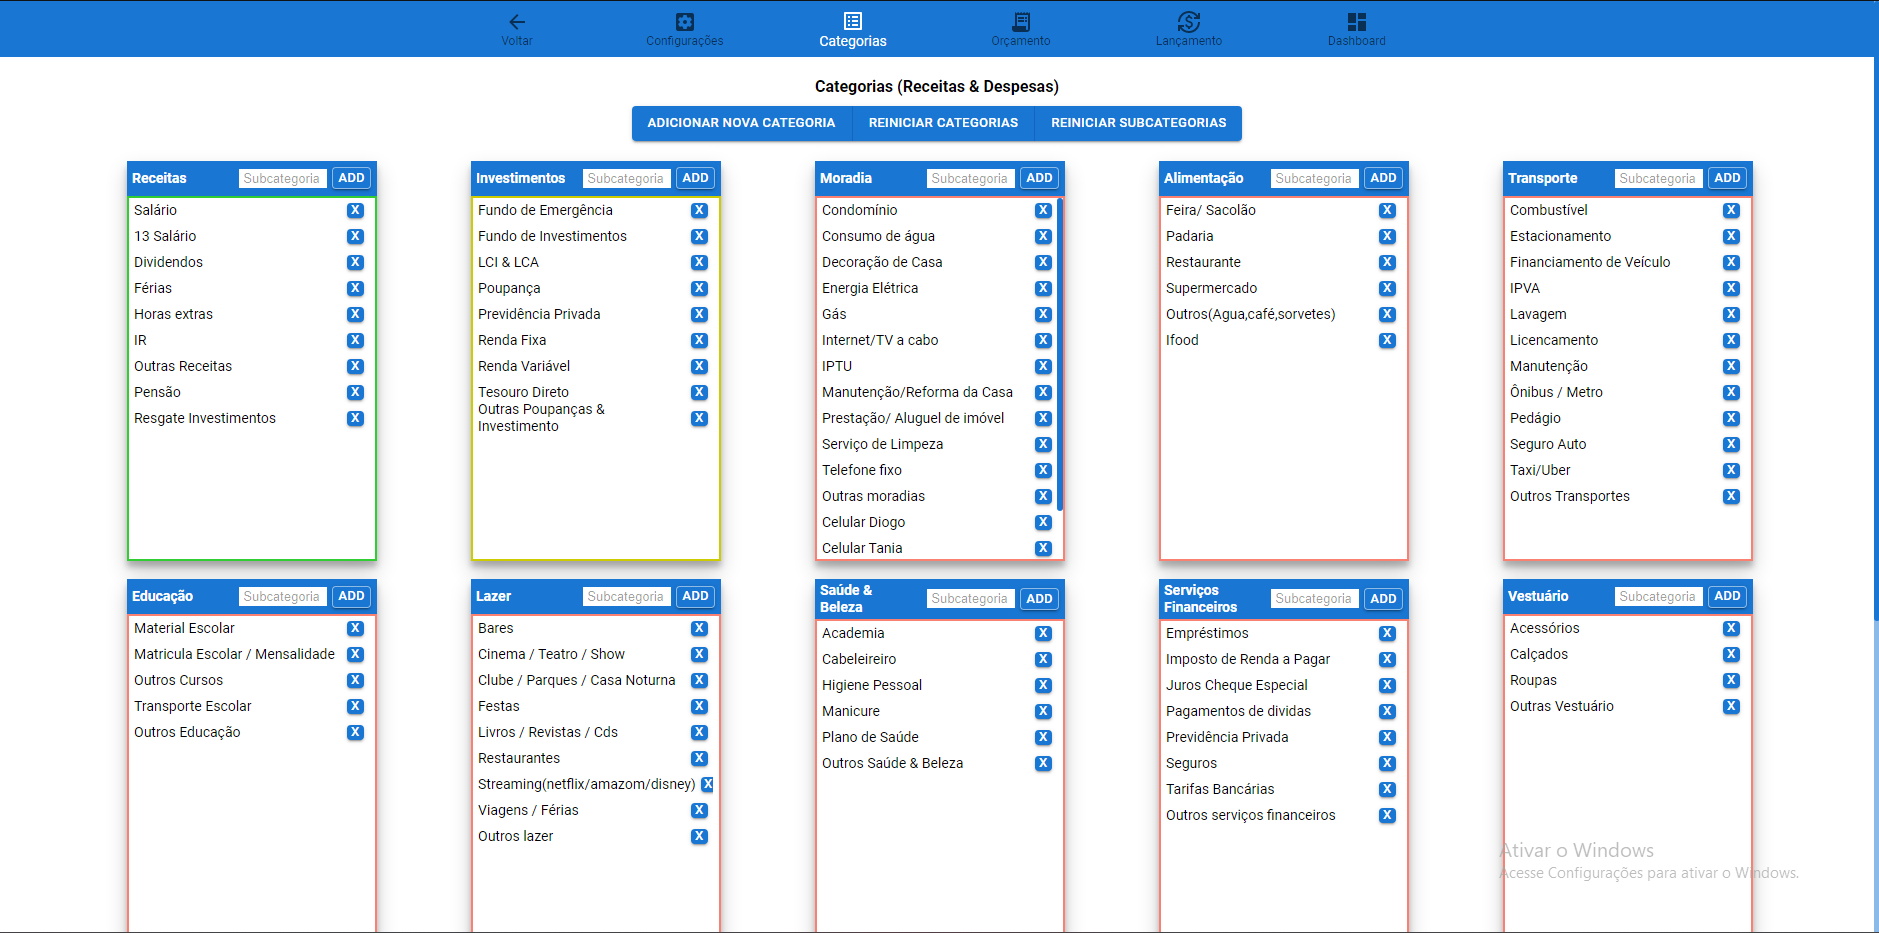 Voltar
Configurações
Categorias
Orçamento
Lançamento
Dashboard
Categorias (Receitas & Despesas)
ADICIONAR NOVA CATEGORIA
REINICIAR CATEGORIAS
REINICIAR SUBCATEGORIAS
Receitas
Subcategoria
ADD
Salário X
13 Salário X
Dividendos X
Férias X
Horas extras X
IR X
Outras Receitas X
Pensão X
Resgate Investimentos X
Investimentos
Subcategoria
ADD
Fundo de Emergência X
Fundo de Investimentos X
LCI & LCA X
Poupança X
Previdência Privada X
Renda Fixa X
Renda Variável X
Tesouro Direto X
Outras Poupanças &
Investimento X
Moradia
Subcategoria
ADD
Condomínio X
Consumo de água X
Decoração de Casa X
Energia Elétrica X
Gás X
Internet/TV a cabo X
IPTU X
Manutenção/Reforma da Casa X
Prestação/ Aluguel de imóvel X
Serviço de Limpeza X
Telefone fixo X
Outras moradias X
Celular Diogo X
Celular Tania X
Alimentação
Subcategoria
ADD
Feira/ Sacolão X
Padaria X
Restaurante X
Supermercado X
Outros(Agua,café,sorvetes) X
Ifood X
Transporte
Subcategoria
ADD
Combustível X
Estacionamento X
Financiamento de Veículo X
IPVA X
Lavagem X
Licencamento X
Manutenção X
Ônibus / Metro X
Pedágio X
Seguro Auto X
Taxi/Uber X
Outros Transportes X
Educação
Subcategoria
ADD
Material Escolar X
Matricula Escolar / Mensalidade X
Outros Cursos X
Transporte Escolar X
Outros Educação X
Lazer
Subcategoria
ADD
Bares X
Cinema / Teatro / Show X
Clube / Parques / Casa Noturna X
Festas X
Livros / Revistas / Cds X
Restaurantes X
Streaming(netflix/amazom/disney) X
Viagens / Férias X
Outros lazer X
Saúde &
Beleza
Subcategoria
ADD
Academia X
Cabeleireiro X
Higiene Pessoal X
Manicure X
Plano de Saúde X
Outros Saúde & Beleza X
Serviços
Financeiros
Subcategoria
ADD
Empréstimos X
Imposto de Renda a Pagar X
Juros Cheque Especial X
Pagamentos de dividas X
Previdência Privada X
Seguros X
Tarifas Bancárias X
Outros serviços financeiros X
Vestuário
Subcategoria
ADD
Acessórios X
Calçados X
Roupas X
Outras Vestuário X
Ativar o Windows
Acesse Configurações para ativar o Windows.